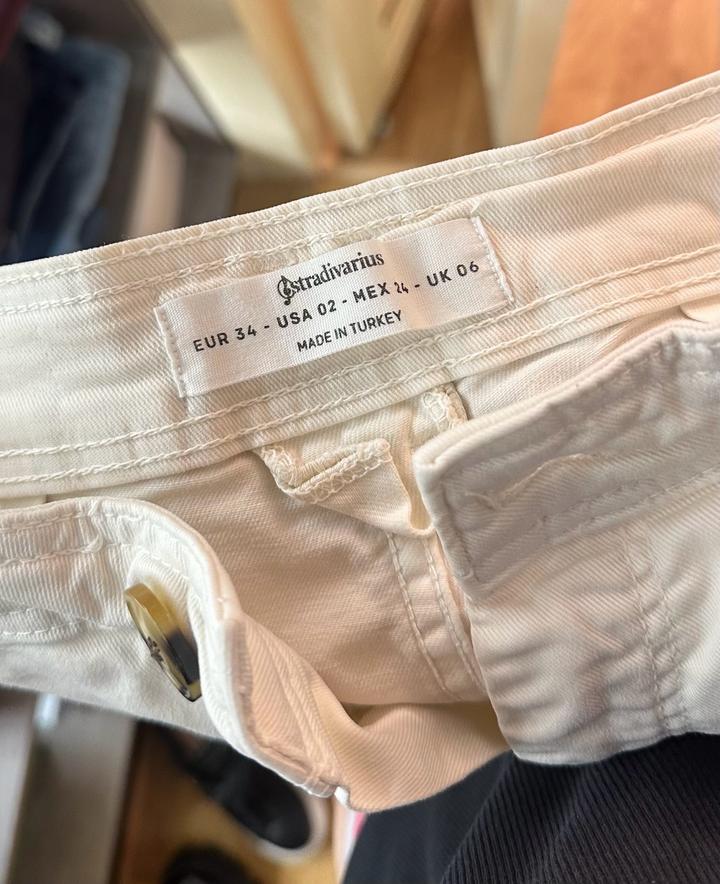 stradivarius
EUR 34 - USA 02 - MEX 24 - UK 06
MADE IN TURKEY